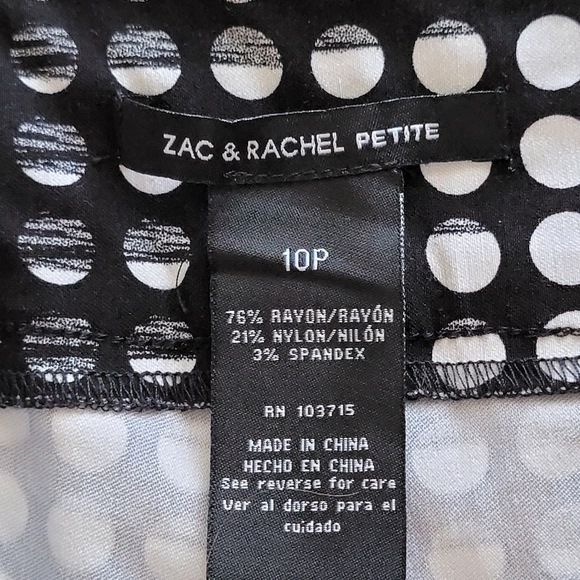 ZAC & RACHEL PETITE
10P
76% RAYON/RAYÓN
21% NYLON/NILÓN
3% SPANDEX
RN 103715
MADE IN CHINA
HECHO EN CHINA
See reverse for care
Ver al dorso para el
cuidado